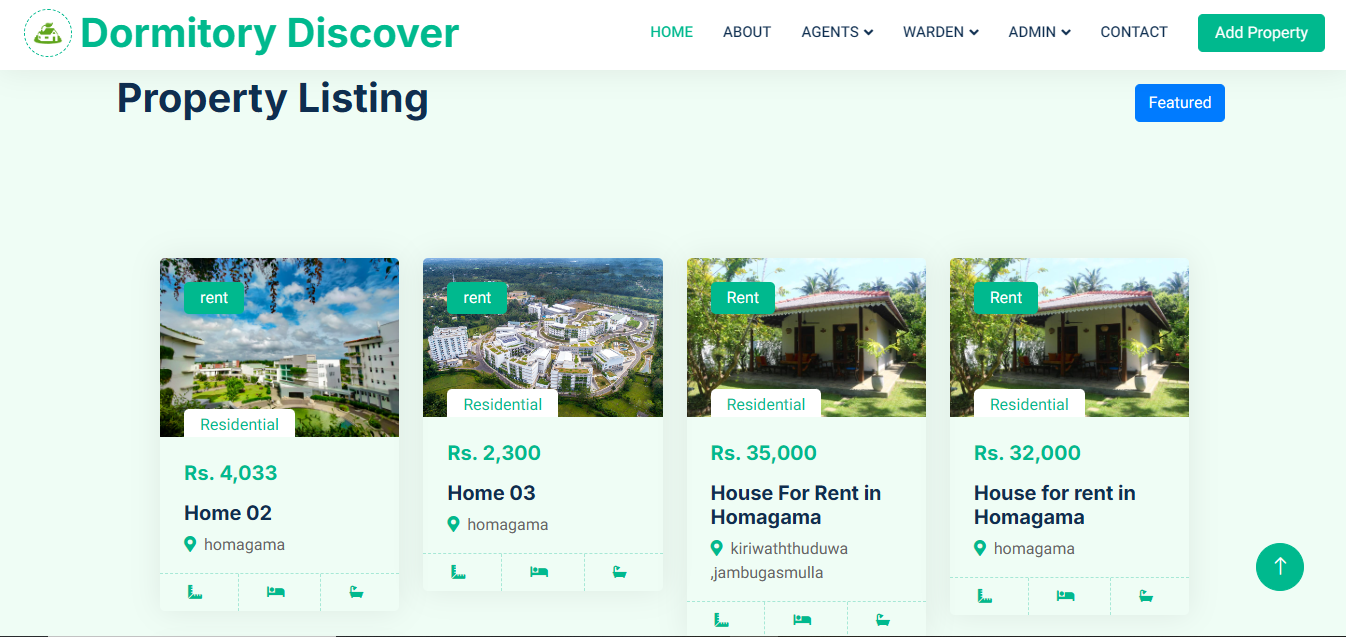 Dormitory Discover
HOME ABOUT AGENTS WARDEN ADMIN CONTACT Add Property
Property Listing
Featured
rent
Residential
Rs. 4,033
Home 02
homagama
rent
Residential
Rs. 2,300
Home 03
homagama
Rent
Residential
Rs. 35,000
House For Rent in
Homagama
kiriwaththuduwa
,jambugasmulla
Rent
Residential
Rs. 32,000
House for rent in
Homagama
homagama